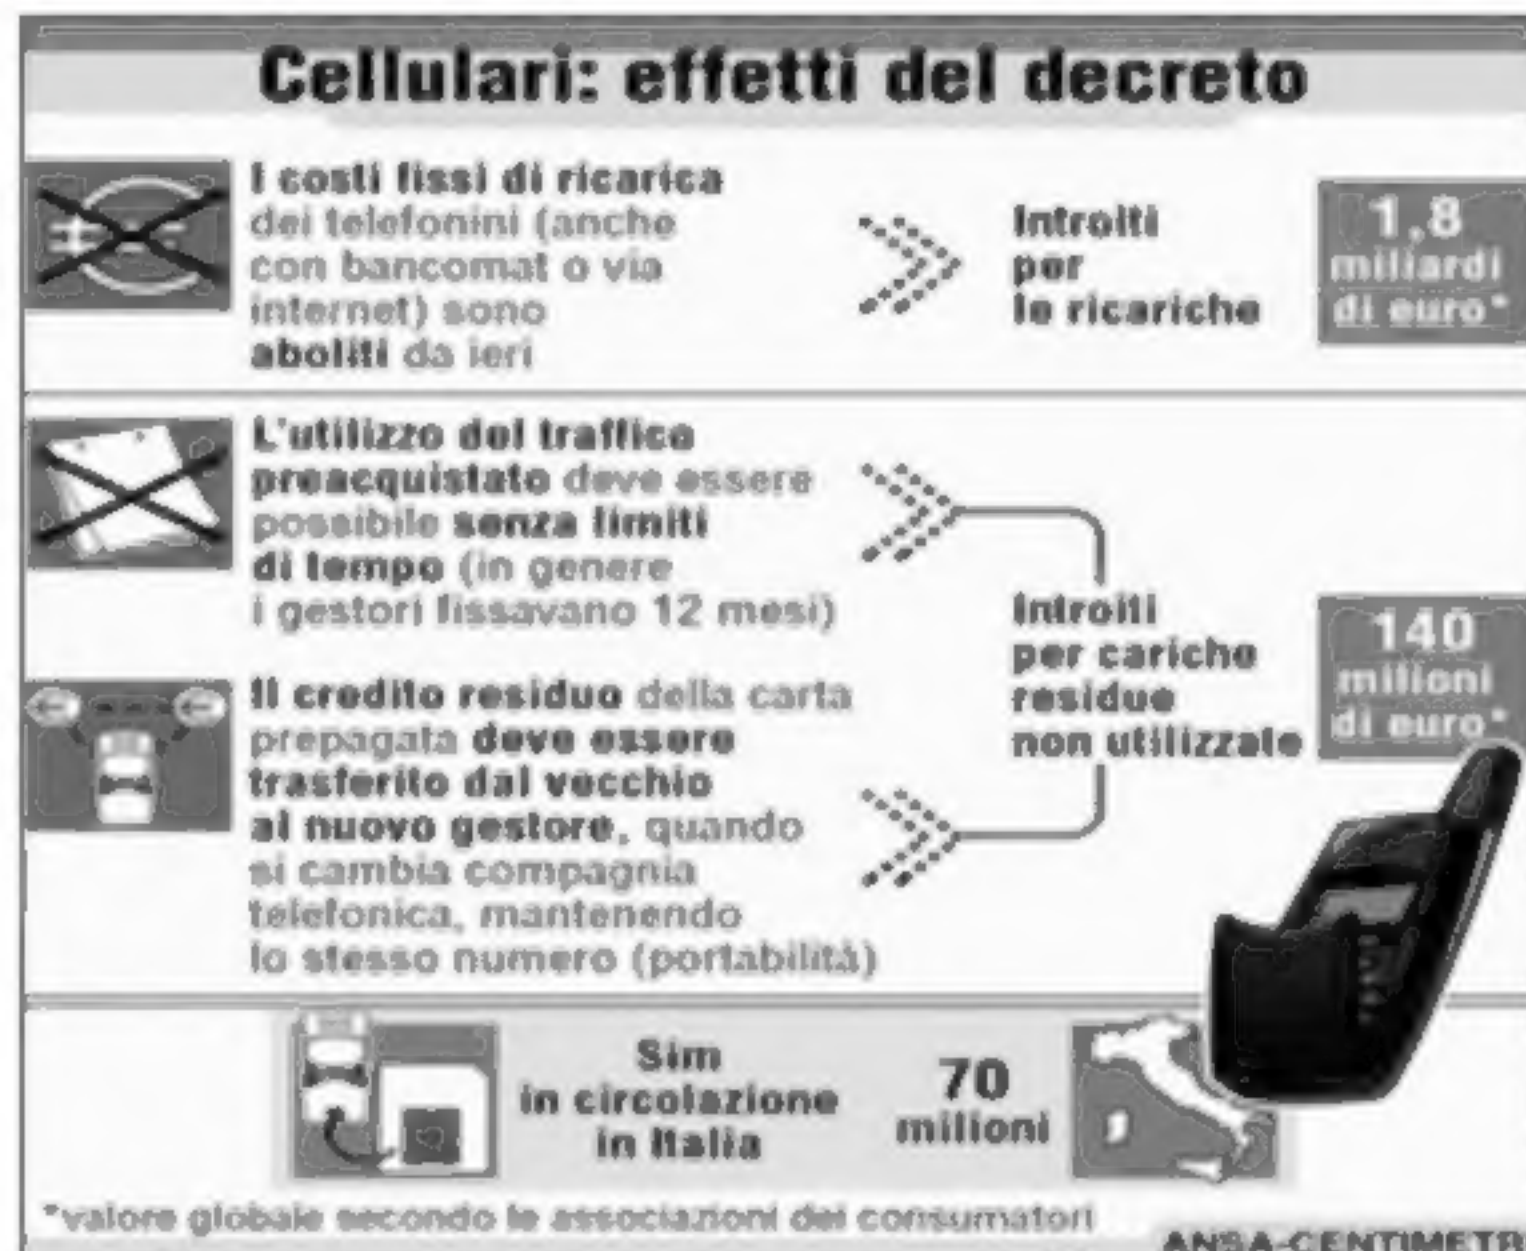 Cellulari: effetti del decreto
I costi fissi di ricarica
dei telefonini (anche
con bancomat o via
internet) sono
aboliti da ieri
Introiti
per
le ricariche
1,8
miliardi
di euro*
L'utilizzo del traffico
preacquistato deve essere
possibile senza limiti
di tempo (in genere
i gestori fissavano 12 mesi)
Il credito residuo della carta
prepagata deve essere
trasferito dal vecchio
al nuovo gestore, quando
si cambia compagnia
telefonica, mantenendo
lo stesso numero (portabilità)
Introiti
per cariche
residue
non utilizzate
140
milioni
di euro*
Sim
in circolazione
in Italia
70
milioni
*valore globale secondo le associazioni dei consumatori
ANSA-CENTIMETR